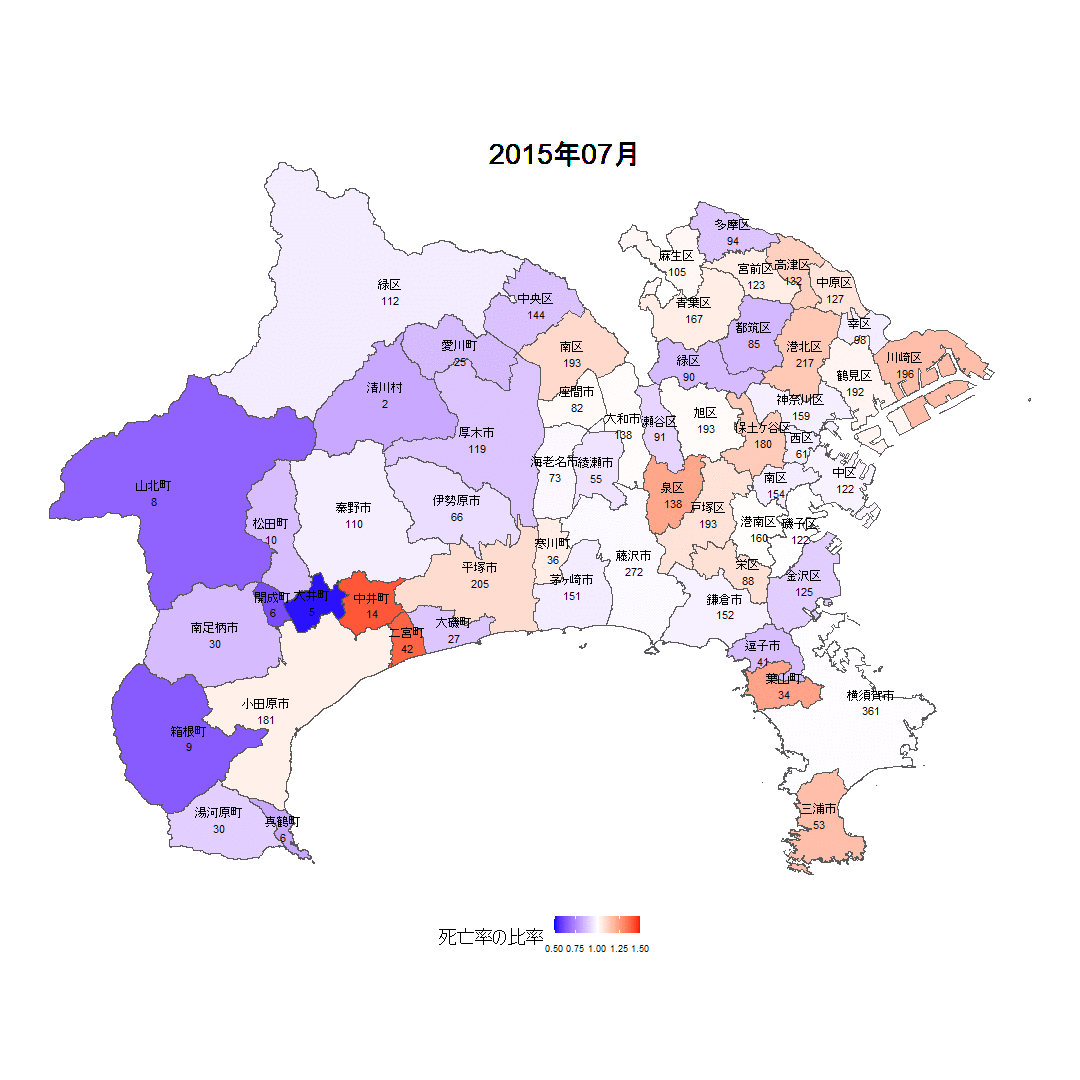 2015年07月
多摩区
94
麻生区
105
宮前区
123
高津区
132
中原区
127
緑区
112
中央区
144
青葉区
167
都筑区
85
幸区
98
港北区
217
川崎区
196
愛川町
25
南区
193
緑区
90
鶴見区
192
清川村
2
座間市
82
神奈川区
159
厚木市
119
大和市
138
瀬谷区
91
旭区
193
保土ケ谷区
180
西区
61
海老名市
73
綾瀬市
55
中区
122
山北町
8
泉区
138
南区
154
秦野市
110
伊勢原市
66
松田町
10
戸塚区
193
港南区
160
磯子区
122
寒川町
36
藤沢市
272
平塚市
205
栄区
88
茅ヶ崎市
151
金沢区
125
開成町
6
大井町
5
中井町
14
鎌倉市
152
南足柄市
30
二宮町
42
大磯町
27
逗子市
41
葉山町
34
小田原市
181
横須賀市
361
箱根町
9
湯河原町
30
真鶴町
6
三浦市
53
死亡率の比率
0.50 0.75 1.00 1.25 1.50